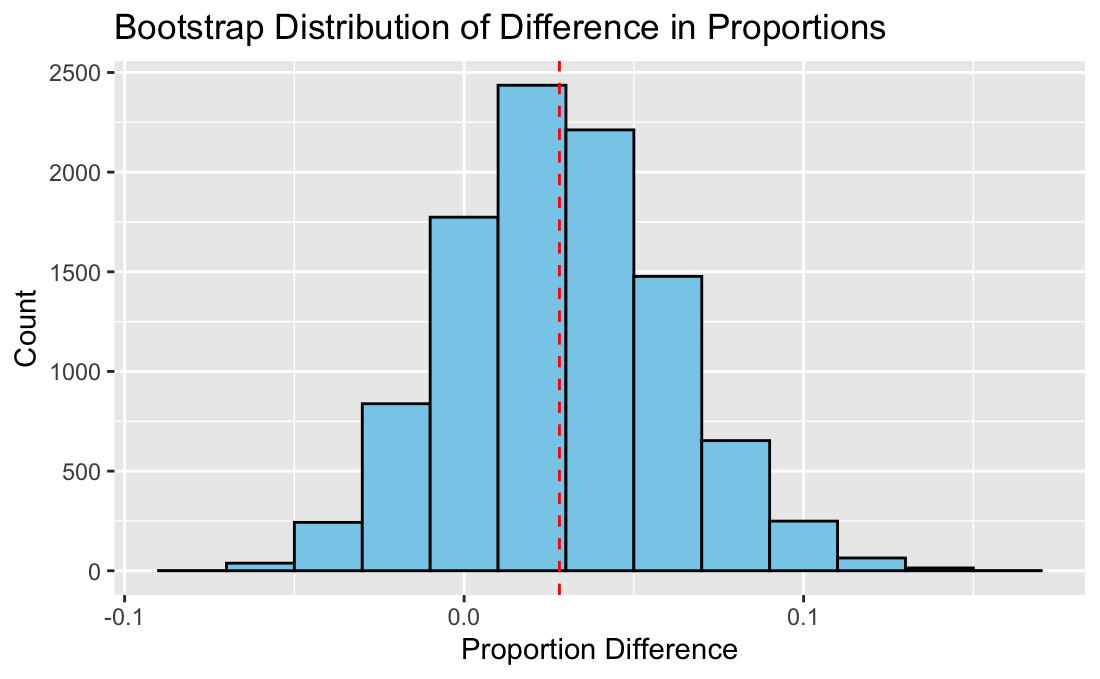 Bootstrap Distribution of Difference in Proportions
2500
2000
1500
1000
500
0
Count
-0.1 0.0 0.1
Proportion Difference